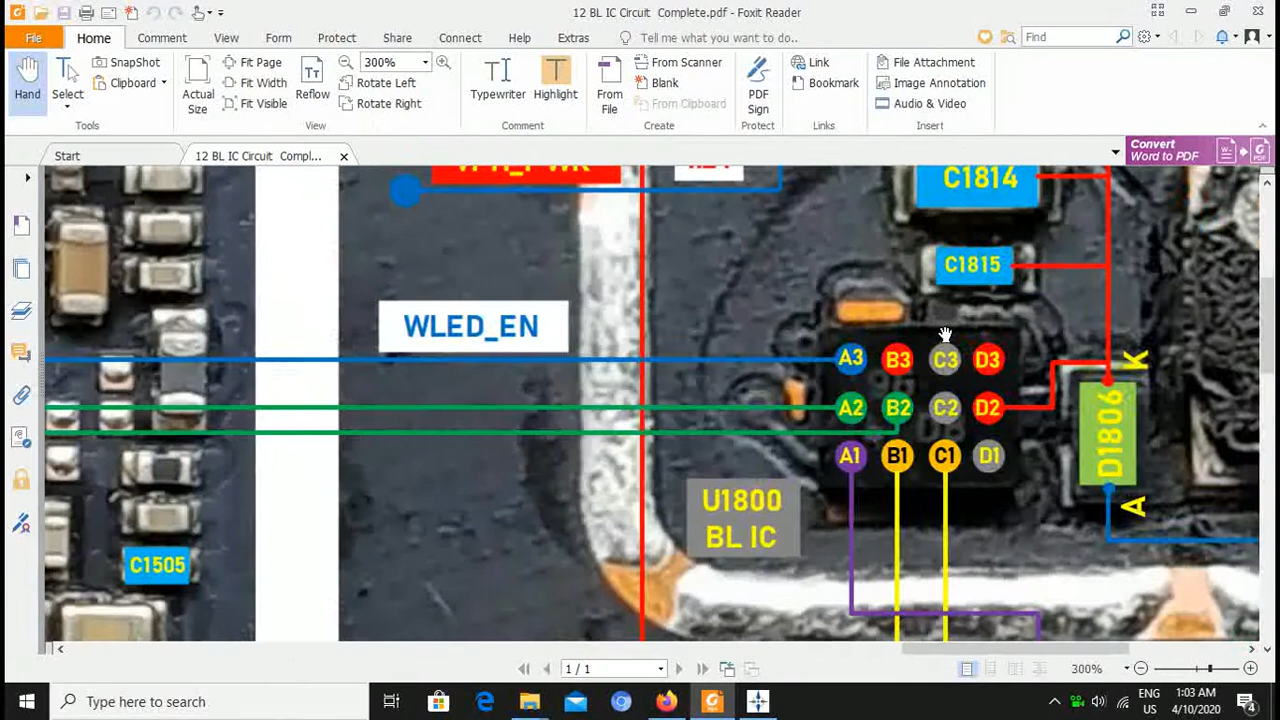 12 BL IC Circuit  Complete.pdf - Foxit Reader
File Home Comment View Form Protect Share Connect Help Extras Tell me what you want to do.. Find
Hand
Select
SnapShot
Clipboard
Tools
Actual
Size
Fit Page
Fit Width
Fit Visible
Reflow
300%
Rotate Left
Rotate Right
View
Typewriter
Highlight
Comment
From
File
From Scanner
Blank
From Clipboard
Create
PDF
Sign
Protect
Link
Bookmark
Links
File Attachment
Image Annotation
Audio & Video
Insert
Start
12 BL IC Circuit  Compl...
Convert
Word to PDF
C1814
C1815
WLED_EN
A3 B3 C3 D3
A2 B2 C2 D2
A1 B1 C1 D1
K
D1806
A
U1800
BL IC
C1505
1 / 1
300%
Type here to search
ENG
US
1:03 AM
4/10/2020
4